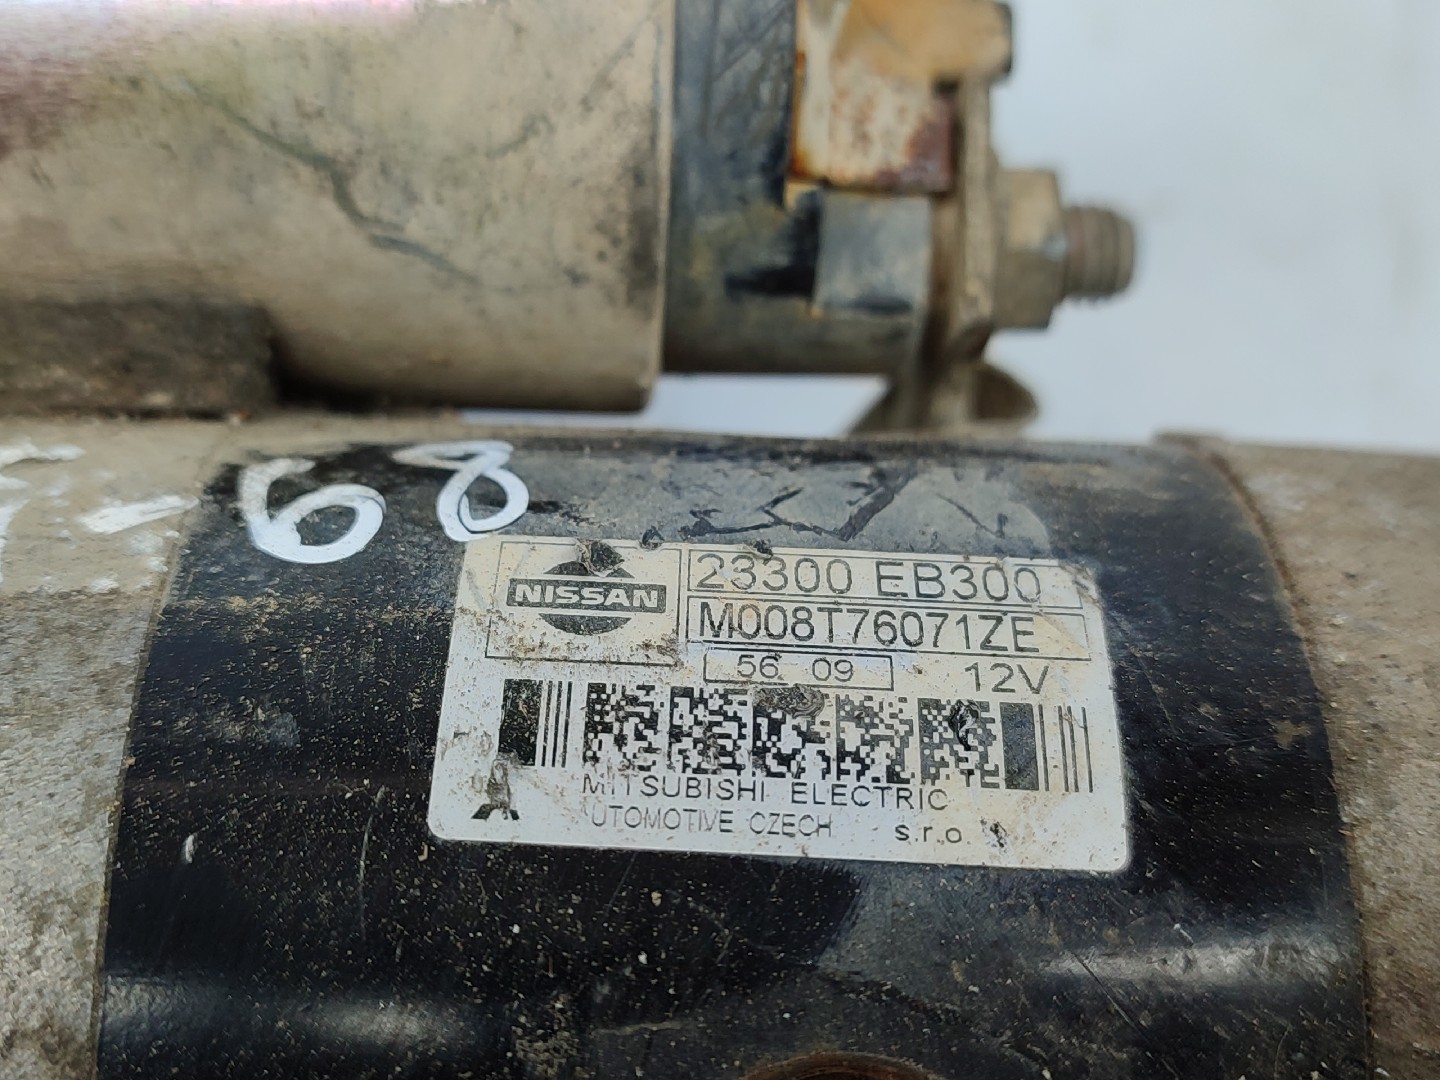 -68
NISSAN
23300 EB300
M008T76071ZE
56 09
12V
MITSUBISHI ELECTRIC
UTOMOTIVE CZECH s.r.o